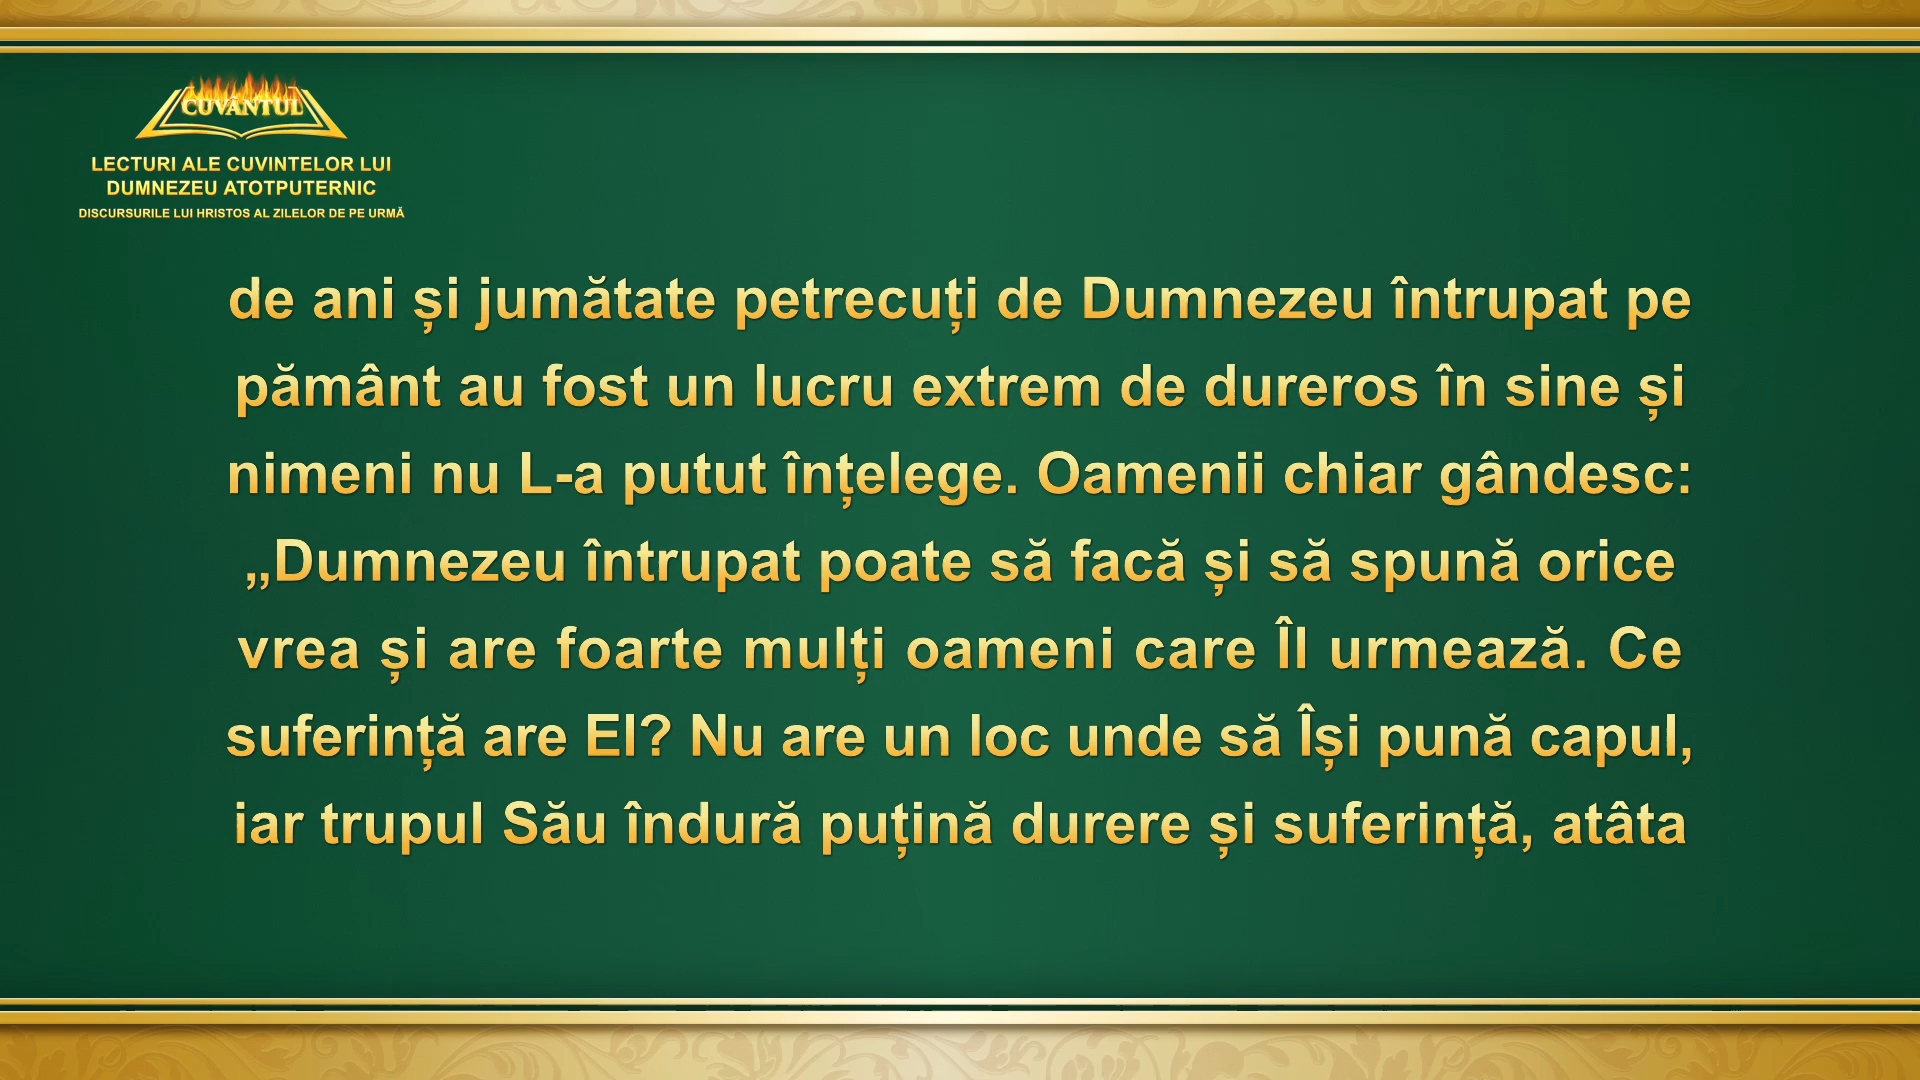 CUVÂNTUL
LECTURI ALE CUVINTELOR LUI
DUMNEZEU ATOTPUTERNIC
DISCURSURILE LUI HRISTOS AL ZILELOR DE PE URMĂ
de ani și jumătate petrecuți de Dumnezeu întrupat pe
pământ au fost un lucru extrem de dureros în sine și
nimeni nu L-a putut înțelege. Oamenii chiar gândesc:
„Dumnezeu întrupat poate să facă și să spună orice
vrea și are foarte mulți oameni care Îl urmează. Ce
suferință are El? Nu are un loc unde să Își pună capul,
iar trupul Său îndură puțină durere și suferință, atâta